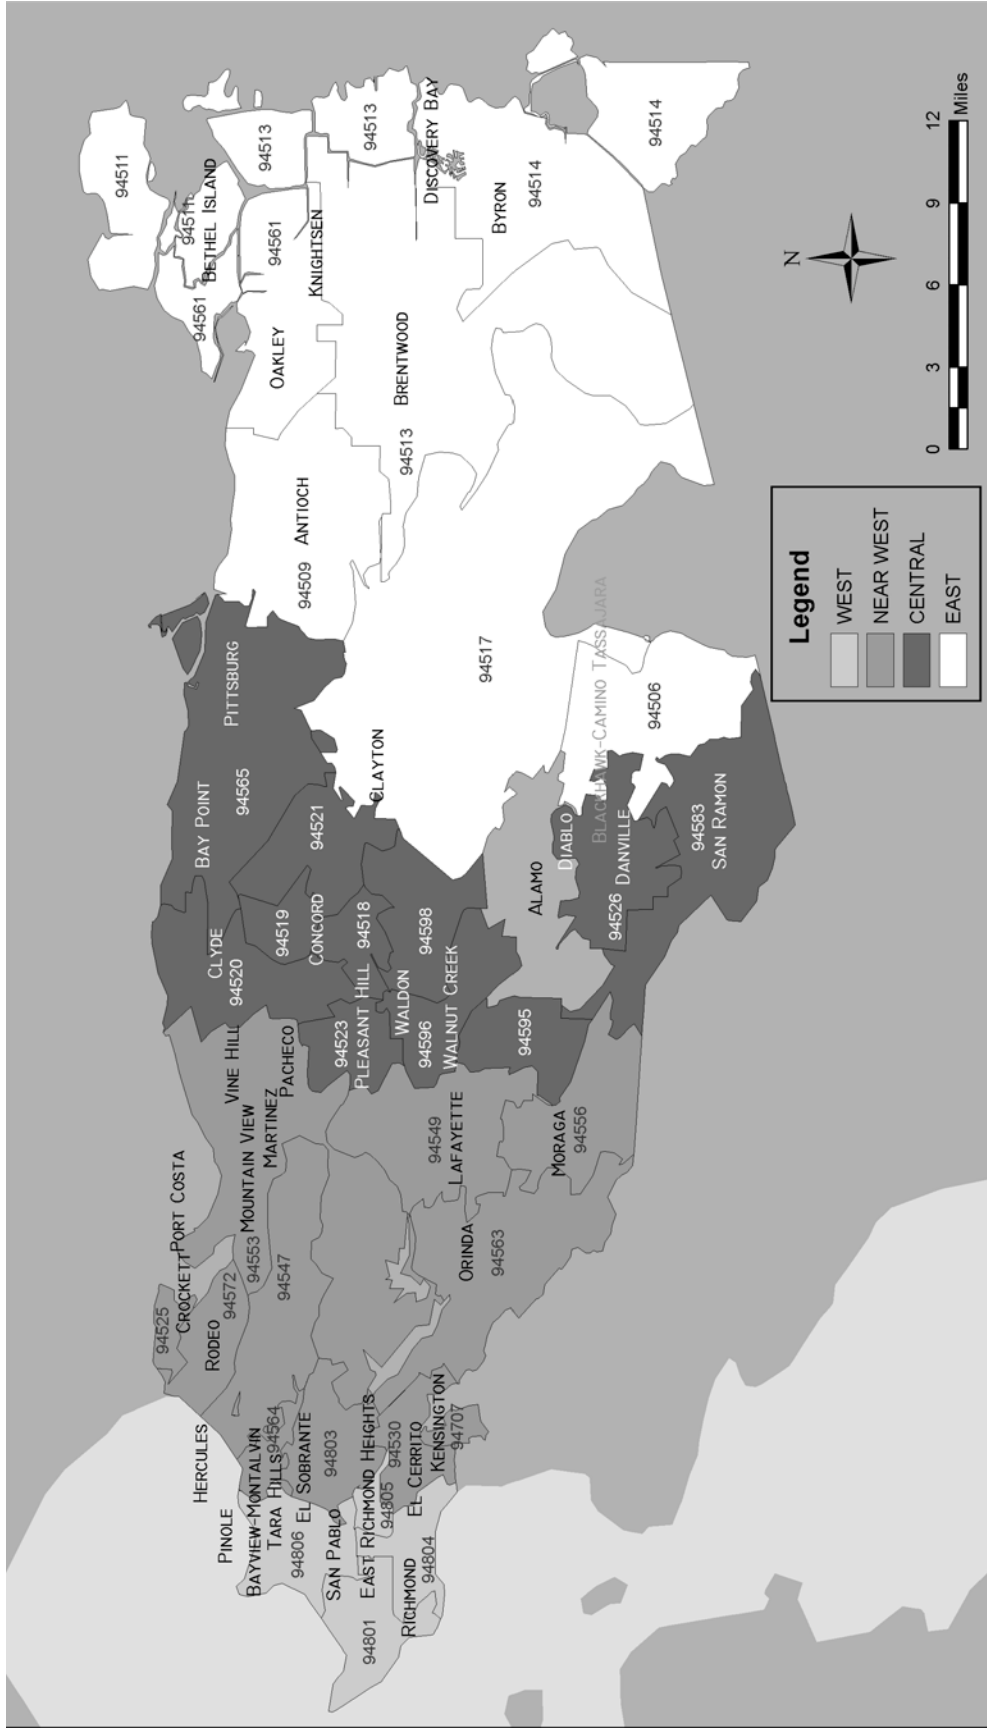 94511
94511
BETHEL ISLAND
94561
94513
94561
OAKLEY
KNIGHTSEN
94513
BRENTWOOD
94513
DISCOVERY BAY
BYRON
94514
94514
ANTIOCH
94509
PITTSBURG
BAY POINT
94565
94521
CLAYTON
94517
BLACKHAWK-CAMINO TASSAJARA
94506
CLYDE
94520
94519
CONCORD
94518
PLEASANT HILL
94523
WALDON
94598
94596
WALNUT CREEK
94595
ALAMO
DIABLO
DANVILLE
94526
94583
SAN RAMON
VINE HILL
PACHECO
MARTINEZ
MOUNTAIN VIEW
94553
94547
PORT COSTA
CROCKETT
94525
94572
RODEO
94549
LAFAYETTE
MORAGA
94556
ORINDA
94563
HERCULES
PINOLE
BAYVIEW-MONTALVIN
TARA HILLS
94564
94806
EL SOBRANTE
94803
SAN PABLO
EAST RICHMOND HEIGHTS
94805
94530
EL CERRITO
KENSINGTON
94707
94801
RICHMOND
94804
N
0 3 6 9 12
Miles
Legend
WEST
NEAR WEST
CENTRAL
EAST